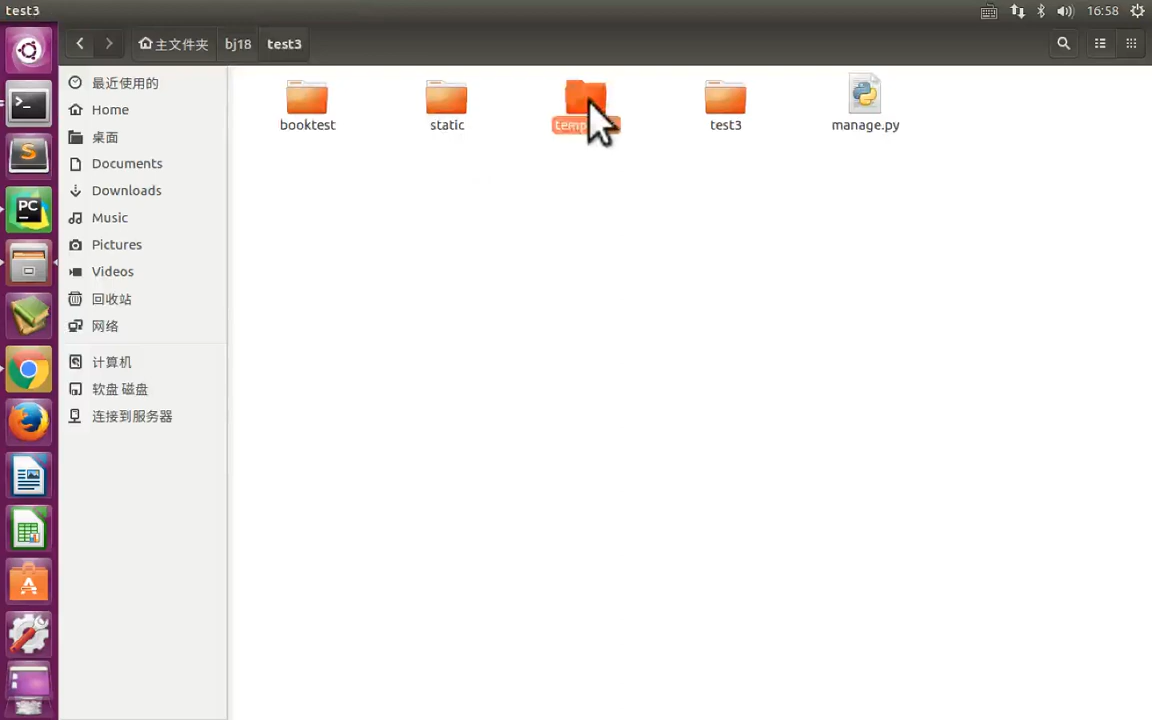 test3
16:58
主文件夹 bj18 test3
最近使用的
Home
桌面
Documents
Downloads
Music
Pictures
Videos
回收站
网络
计算机
软盘 磁盘
连接到服务器
booktest
static
test3
manage.py